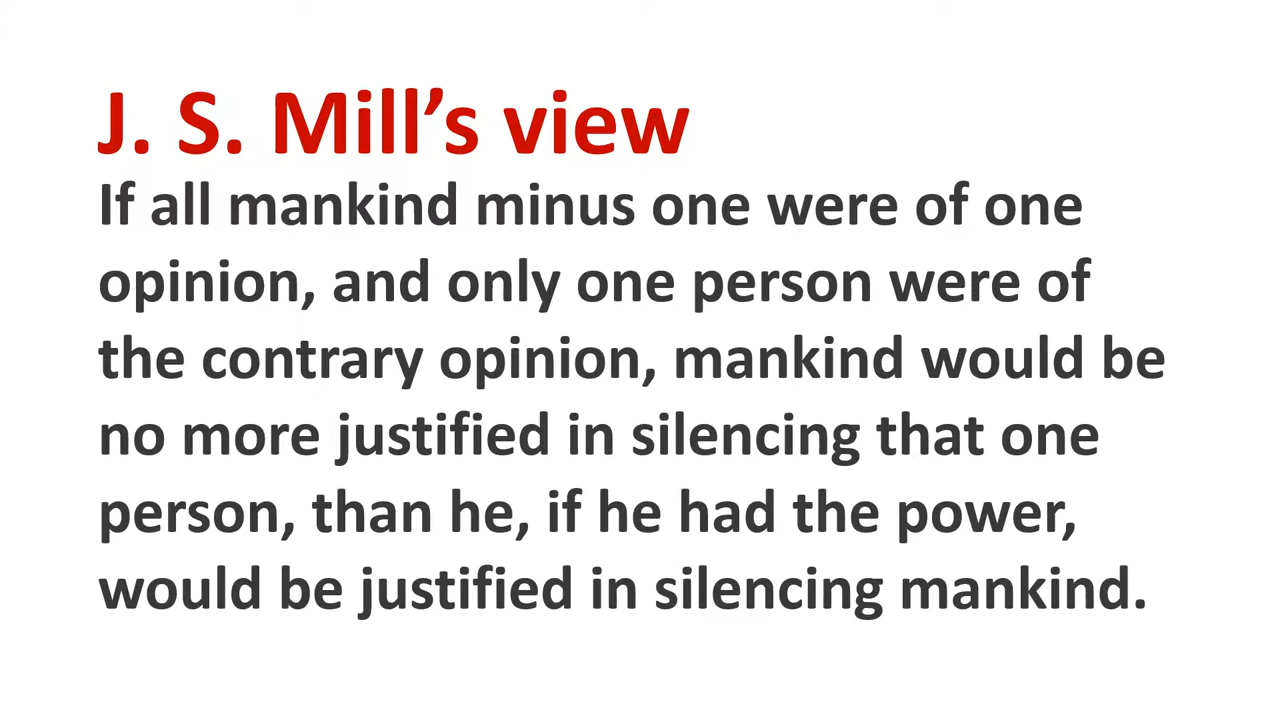 J. S. Mill’s view
If all mankind minus one were of one
opinion, and only one person were of
the contrary opinion, mankind would be
no more justified in silencing that one
person, than he, if he had the power,
would be justified in silencing mankind.